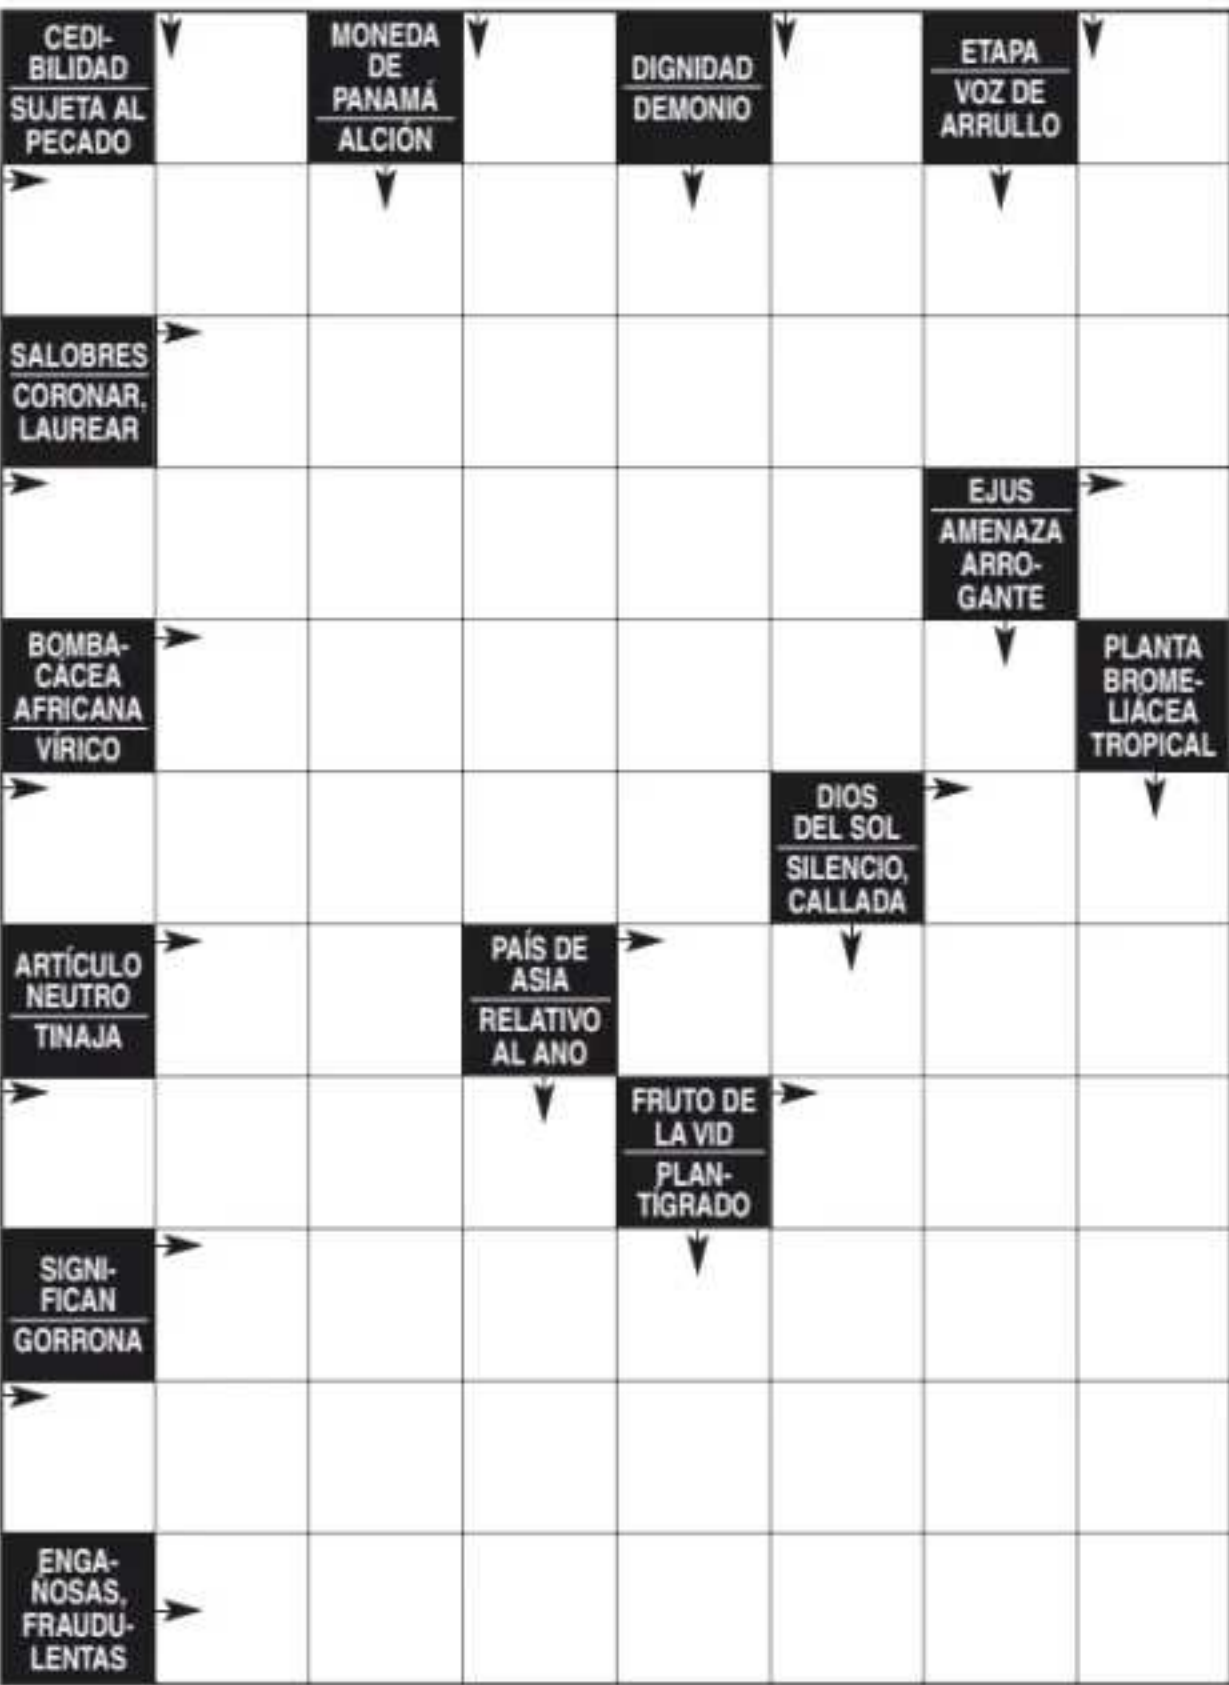 CEDI-
BILIDAD
SUJETA AL
PECADO
MONEDA
DE
PANAMÁ
ALCIÓN
DIGNIDAD
DEMONIO
ETAPA
VOZ DE
ARRULLO
SALOBRES
CORONAR,
LAUREAR
EJUS
AMENAZA
ARRO-
GANTE
BOMBA-
CÁCEA
AFRICANA
VÍRICO
PLANTA
BROME-
LIÁCEA
TROPICAL
DIOS
DEL SOL
SILENCIO,
CALLADA
ARTÍCULO
NEUTRO
TINAJA
PAÍS DE
ASIA
RELATIVO
AL ANO
FRUTO DE
LA VID
PLAN-
TÍGRADO
SIGNI-
FICAN
GORRONA
ENGA-
ÑOSAS,
FRAUDU-
LENTAS